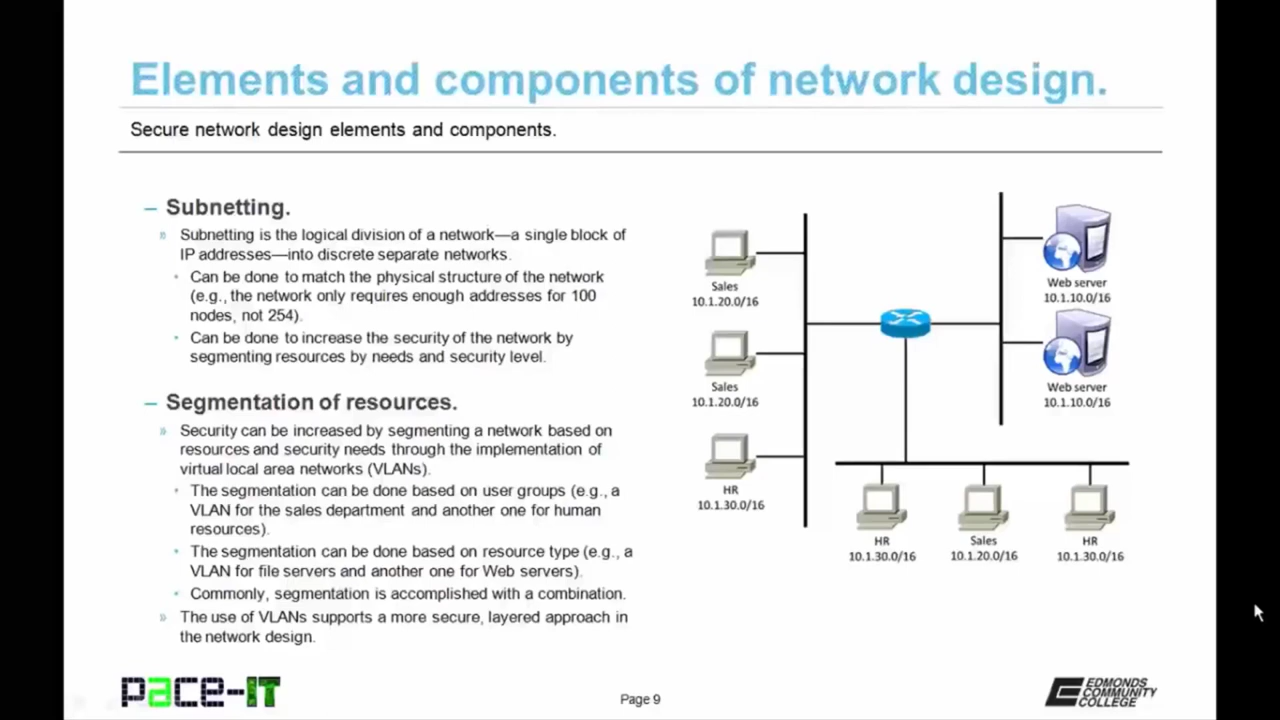 Elements and components of network design.
Secure network design elements and components.
– Subnetting.
» Subnetting is the logical division of a network—a single block of
IP addresses—into discrete separate networks.
• Can be done to match the physical structure of the network
(e.g., the network only requires enough addresses for 100
nodes, not 254).
• Can be done to increase the security of the network by
segmenting resources by needs and security level.
– Segmentation of resources.
» Security can be increased by segmenting a network based on
resources and security needs through the implementation of
virtual local area networks (VLANs).
• The segmentation can be done based on user groups (e.g., a
VLAN for the sales department and another one for human
resources).
• The segmentation can be done based on resource type (e.g., a
VLAN for file servers and another one for Web servers).
• Commonly, segmentation is accomplished with a combination.
» The use of VLANs supports a more secure, layered approach in
the network design.
Sales
10.1.20.0/16
Sales
10.1.20.0/16
HR
10.1.30.0/16
Web server
10.1.10.0/16
Web server
10.1.10.0/16
HR
10.1.30.0/16
Sales
10.1.20.0/16
HR
10.1.30.0/16
pace-IT
Page 9
EDMONDS
COMMUNITY
COLLEGE